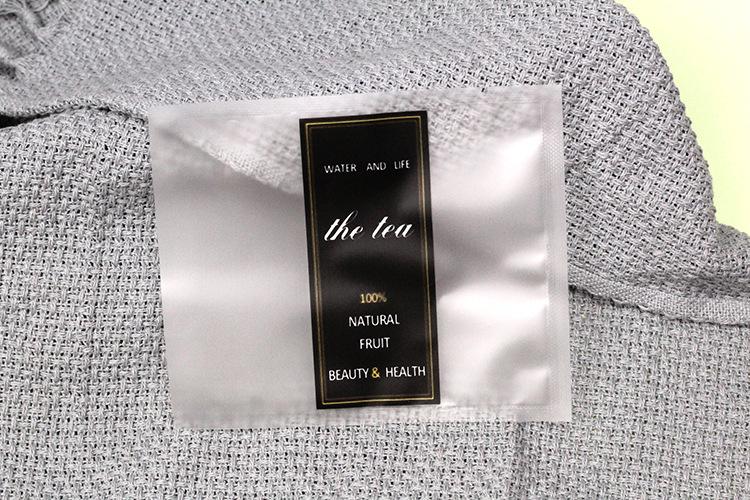 WATER AND LIFE
the tea
100%
NATURAL
FRUIT
BEAUTY & HEALTH